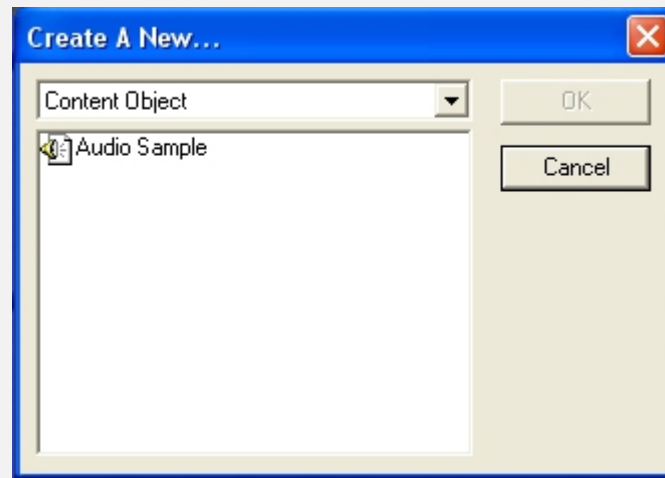 Create A New...
Content Object
OK
Audio Sample
Cancel